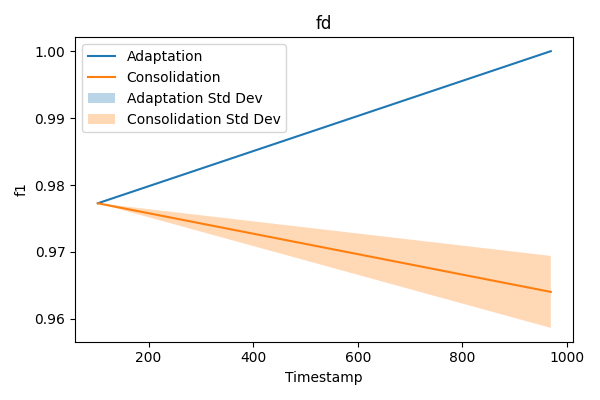 fd
Adaptation
Consolidation
Adaptation Std Dev
Consolidation Std Dev
1.00
0.99
0.98
0.97
0.96
f1
200
400
600
800
1000
Timestamp